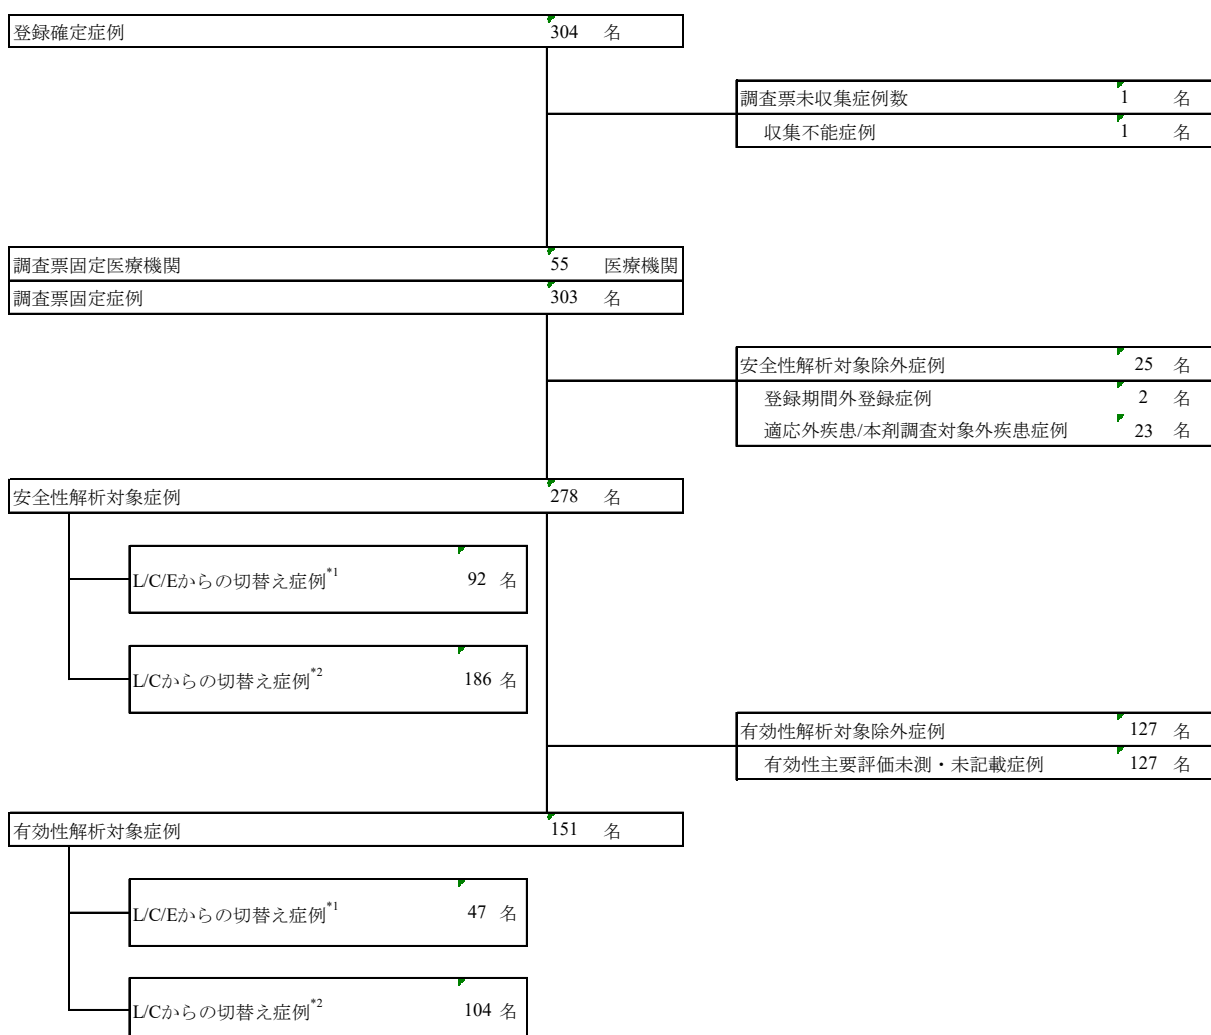 登録確定症例 304 名
調査票未収集症例数 1 名
収集不能症例 1 名
調査票固定医療機関 55 医療機関
調査票固定症例 303 名
安全性解析対象除外症例 25 名
登録期間外登録症例 2 名
適応外疾患/本剤調査対象外疾患症例 23 名
安全性解析対象症例 278 名
L/C/Eからの切替え症例*1 92 名
L/Cからの切替え症例*2 186 名
有効性解析対象除外症例 127 名
有効性主要評価未測・未記載症例 127 名
有効性解析対象症例 151 名
L/C/Eからの切替え症例*1 47 名
L/Cからの切替え症例*2 104 名